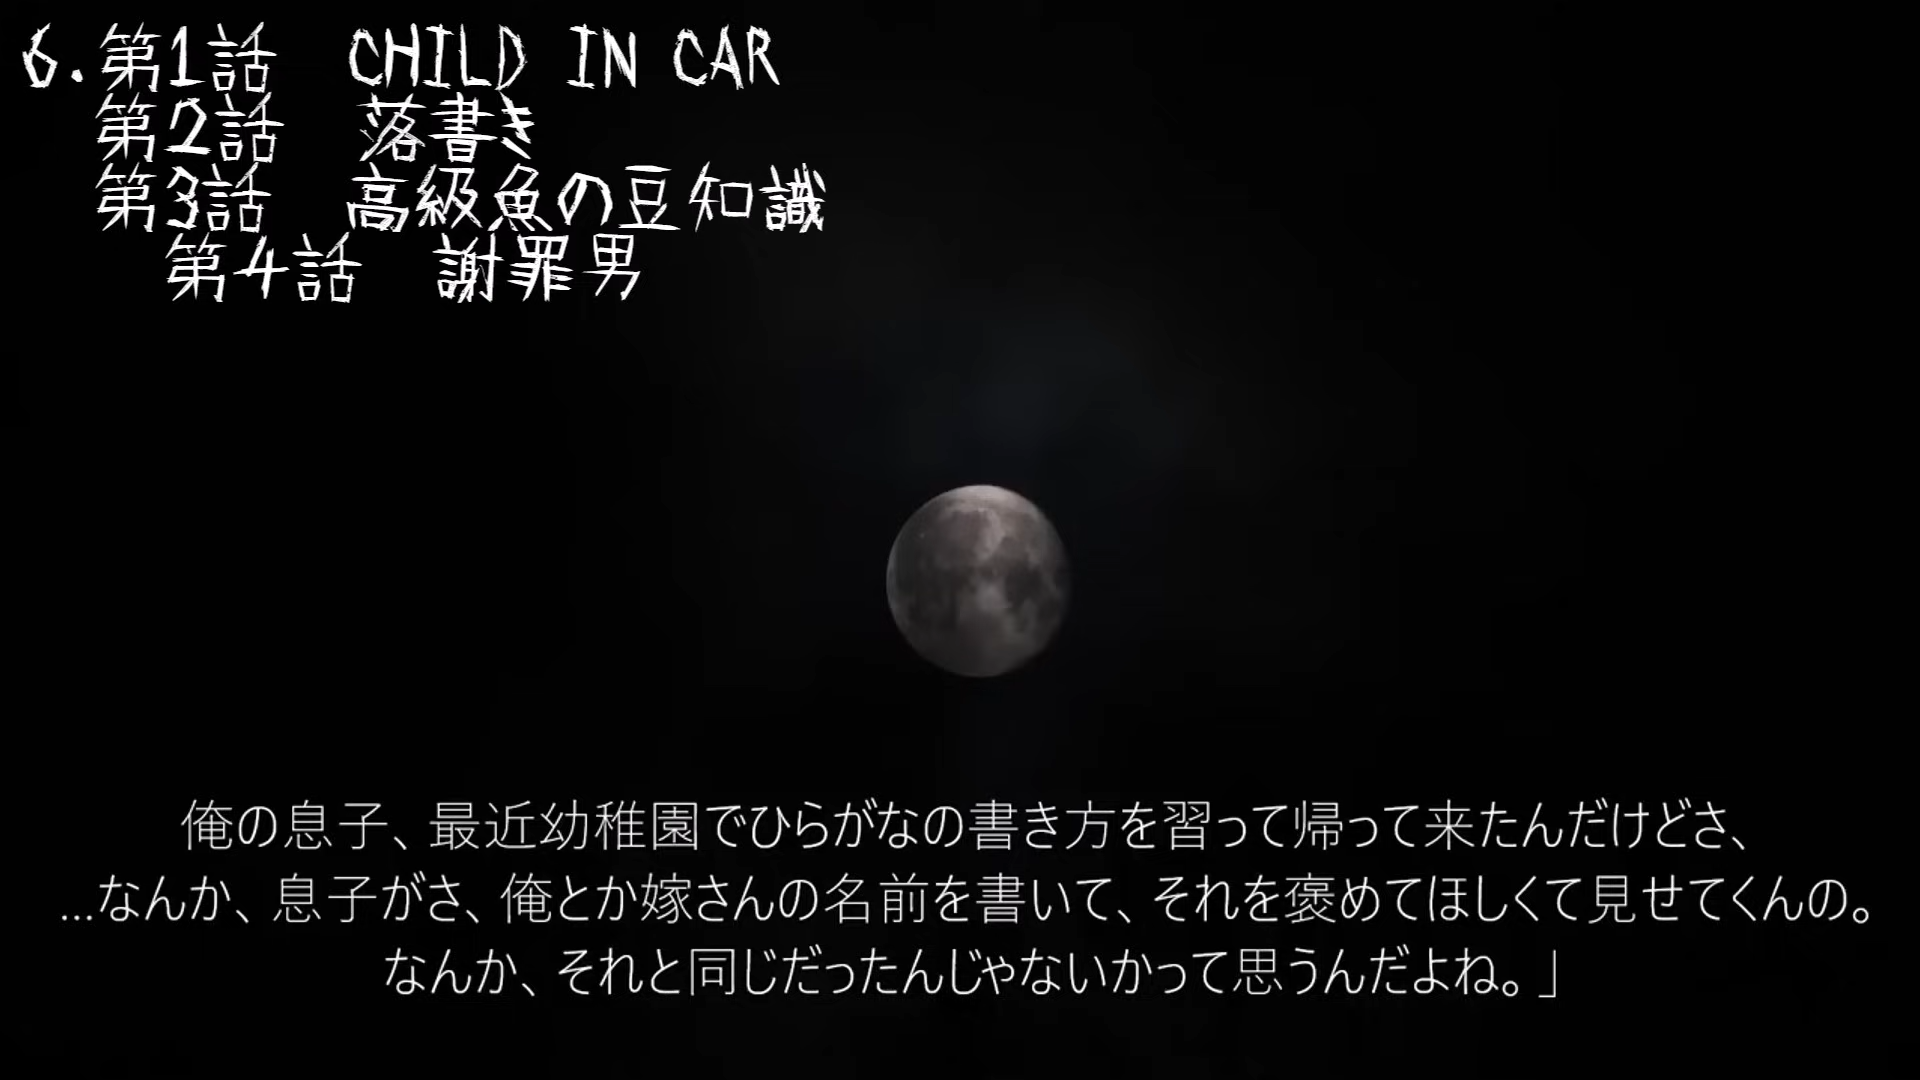 6.第1話　CHILD IN CAR
第2話　落書き
第3話　高級魚の豆知識
第4話　謝罪男
俺の息子、最近幼稚園でひらがなの書き方を習って帰って来たんだけどさ、
...なんか、息子がさ、俺とか嫁さんの名前を書いて、それを褒めてほしくて見せてくんの。
なんか、それと同じだったんじゃないかって思うんだよね。」